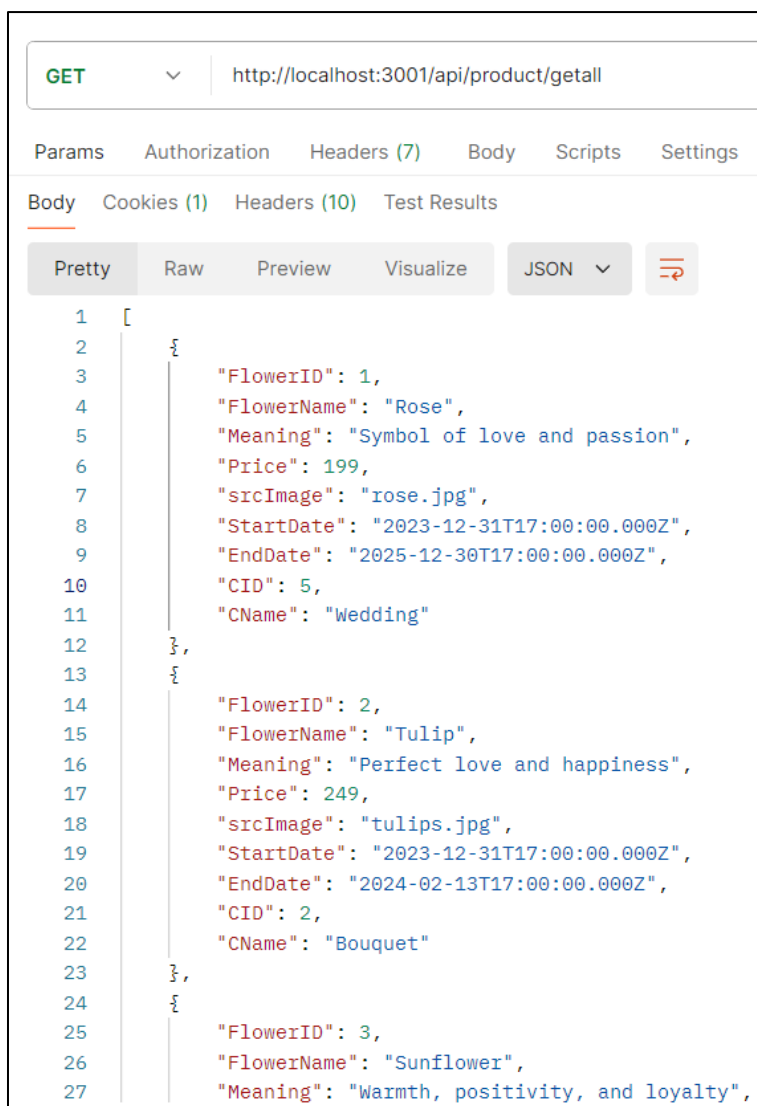 GET http://localhost:3001/api/product/getall
Params Authorization Headers (7) Body Scripts Settings
Body Cookies (1) Headers (10) Test Results
Pretty Raw Preview Visualize JSON
1 [
2 {
3 "FlowerID": 1,
4 "FlowerName": "Rose",
5 "Meaning": "Symbol of love and passion",
6 "Price": 199,
7 "srcImage": "rose.jpg",
8 "StartDate": "2023-12-31T17:00:00.000Z",
9 "EndDate": "2025-12-30T17:00:00.000Z",
10 "CID": 5,
11 "CName": "Wedding"
12 },
13 {
14 "FlowerID": 2,
15 "FlowerName": "Tulip",
16 "Meaning": "Perfect love and happiness",
17 "Price": 249,
18 "srcImage": "tulips.jpg",
19 "StartDate": "2023-12-31T17:00:00.000Z",
20 "EndDate": "2024-02-13T17:00:00.000Z",
21 "CID": 2,
22 "CName": "Bouquet"
23 },
24 {
25 "FlowerID": 3,
26 "FlowerName": "Sunflower",
27 "Meaning": "Warmth, positivity, and loyalty",